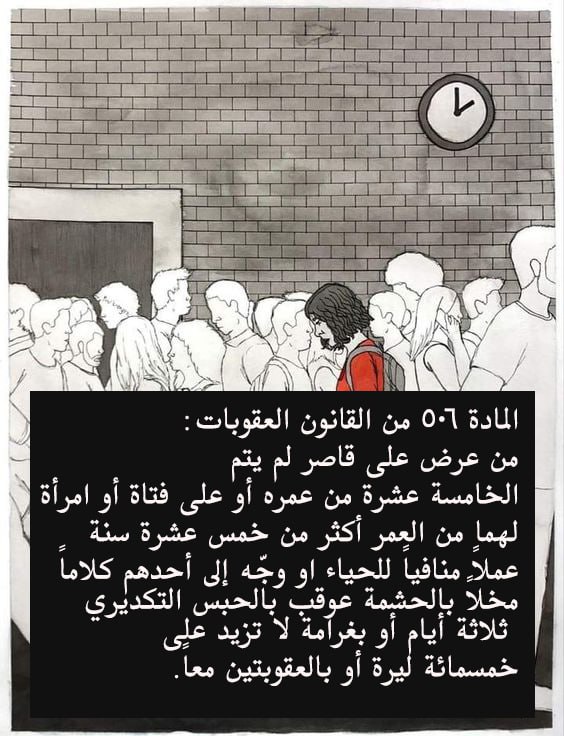 المادة ٥٠٦ من القانون العقوبات:
من عرض على قاصر لم يتم
الخامسة عشرة من عمره أو على فتاة أو امرأة
لهما من العمر أكثر من خمس عشرة سنة
عملاً منافياً للحياء او وجّه إلى أحدهم كلاماً
مخلاً بالحشمة عوقب بالحبس التكديري
ثلاثة أيام أو بغرامة لا تزيد على
خمسمائة ليرة أو بالعقوبتين معاً.